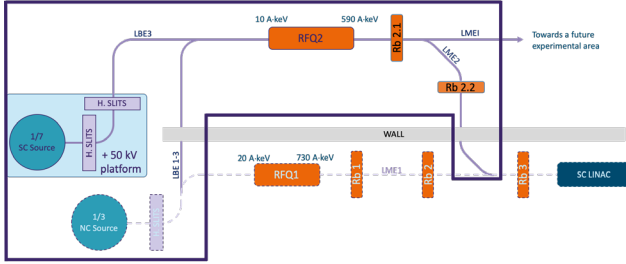 10 A·keV
590 A·keV
LBE3
RFQ2
Rb 2.1
LMEI
Towards a future
experimental area
LME2
Rb 2.2
H. SLITS
H. SLITS
1/7
SC Source
+ 50 kV
platform
WALL
LBE 1-3
20 A·keV
730 A·keV
RFQ1
Rb 1
LME1
Rb 2
Rb 3
SC LINAC
1/3
NC Source